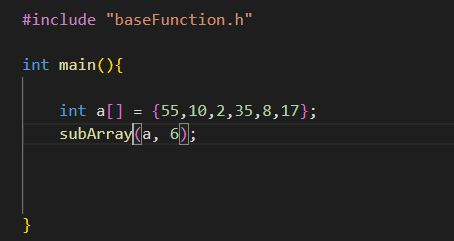 #include "baseFunction.h"
int main(){
int a[] = {55,10,2,35,8,17};
subArray(a, 6);
}